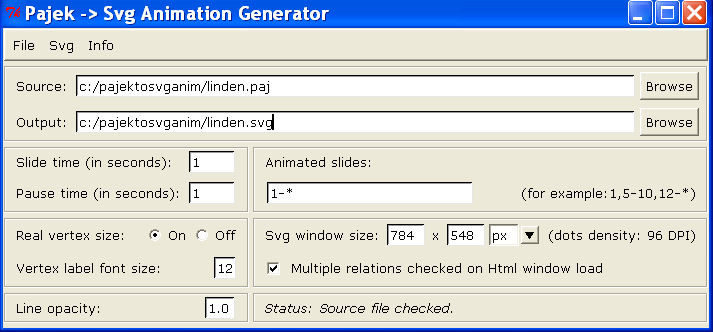 Pajek -> Svg Animation Generator
File Svg Info
Source: c:/pajektosvganim/linden.paj Browse
Output: c:/pajektosvganim/linden.svg Browse
Slide time (in seconds): 1 Animated slides:
Pause time (in seconds): 1 1-* (for example:1,5-10,12-*)
Real vertex size: On Off Svg window size: 784 x 548 px (dots density: 96 DPI)
Vertex label font size: 12 Multiple relations checked on Html window load
Line opacity: 1.0 Status: Source file checked.